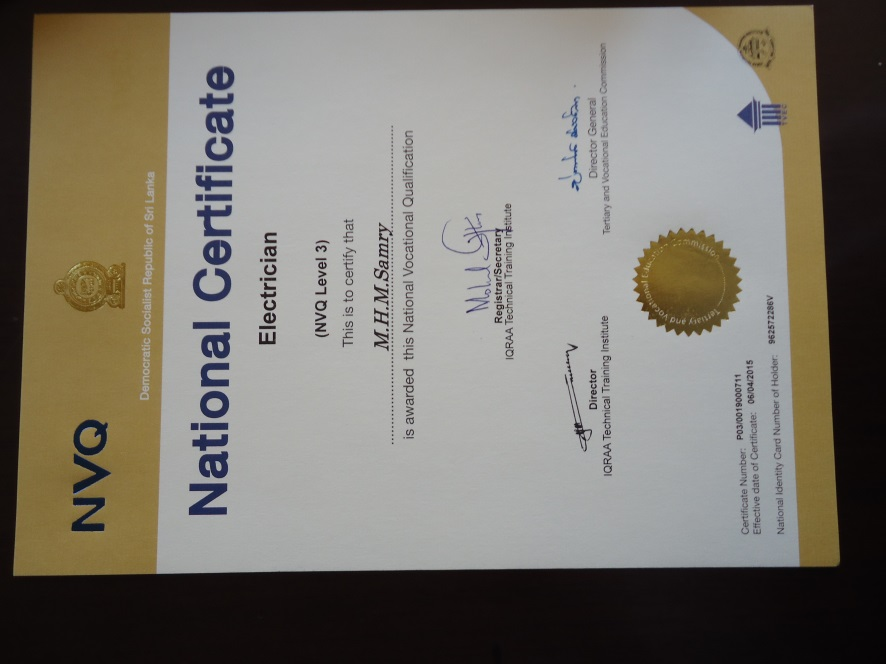 NVQ
Democratic Socialist Republic of Sri Lanka
National Certificate
Electrician
(NVQ Level 3)
This is to certify that
M.H.M.Samry
is awarded this National Vocational Qualification
Registrar/Secretary
IQRAA Technical Training Institute
Director
IQRAA Technical Training Institute
Director General
Tertiary and Vocational Education Commission
Tertiary and Vocational Education Commission
Certificate Number: P03/0019000711
Effective date of Certificate: 06/04/2015
National Identity Card Number of Holder: 962572286V
TVEC